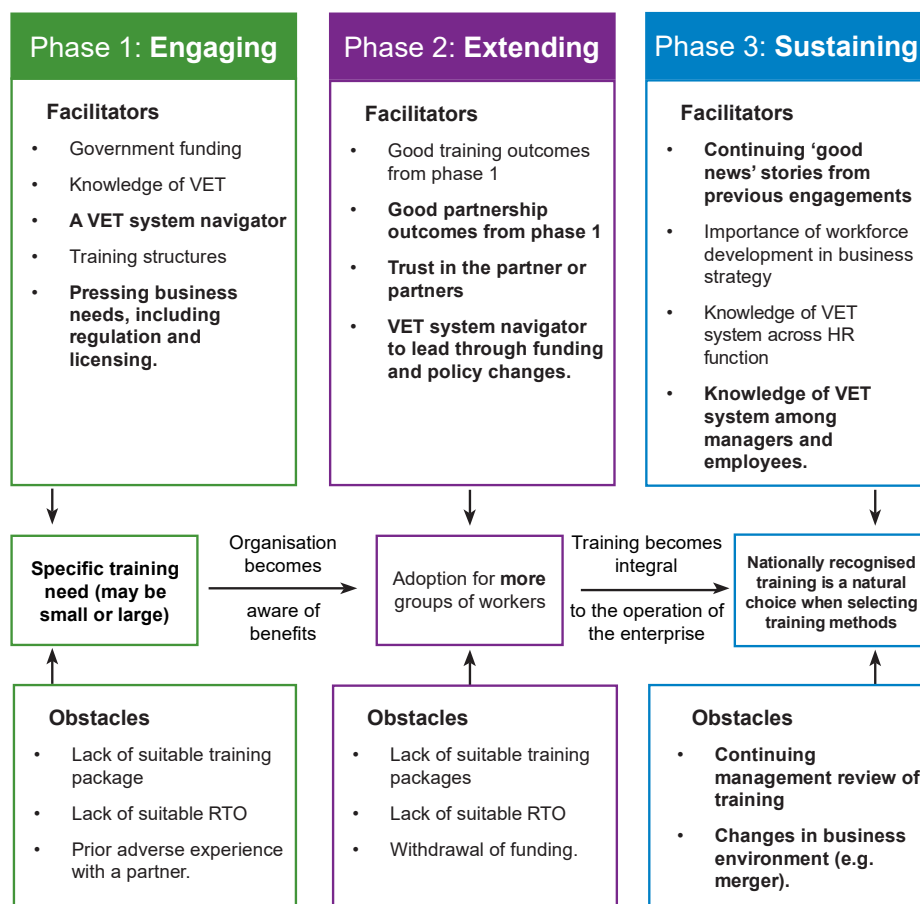 Phase 1: Engaging
Facilitators
• Government funding
• Knowledge of VET
• A VET system navigator
• Training structures
• Pressing business
needs, including
regulation and
licensing.
Phase 2: Extending
Facilitators
• Good training outcomes
from phase 1
• Good partnership
outcomes from phase 1
• Trust in the partner or
partners
• VET system navigator
to lead through funding
and policy changes.
Phase 3: Sustaining
Facilitators
• Continuing ‘good
news’ stories from
previous engagements
• Importance of workforce
development in business
strategy
• Knowledge of VET
system across HR
function
• Knowledge of VET
system among
managers and
employees.
Specific training
need (may be
small or large)
Organisation
becomes
aware of
benefits
Adoption for more
groups of workers
Training becomes
integral
to the operation of
the enterprise
Nationally recognised
training is a natural
choice when selecting
training methods
Obstacles
• Lack of suitable training
package
• Lack of suitable RTO
• Prior adverse experience
with a partner.
Obstacles
• Lack of suitable training
packages
• Lack of suitable RTO
• Withdrawal of funding.
Obstacles
• Continuing
management review of
training
• Changes in business
environment (e.g.
merger).